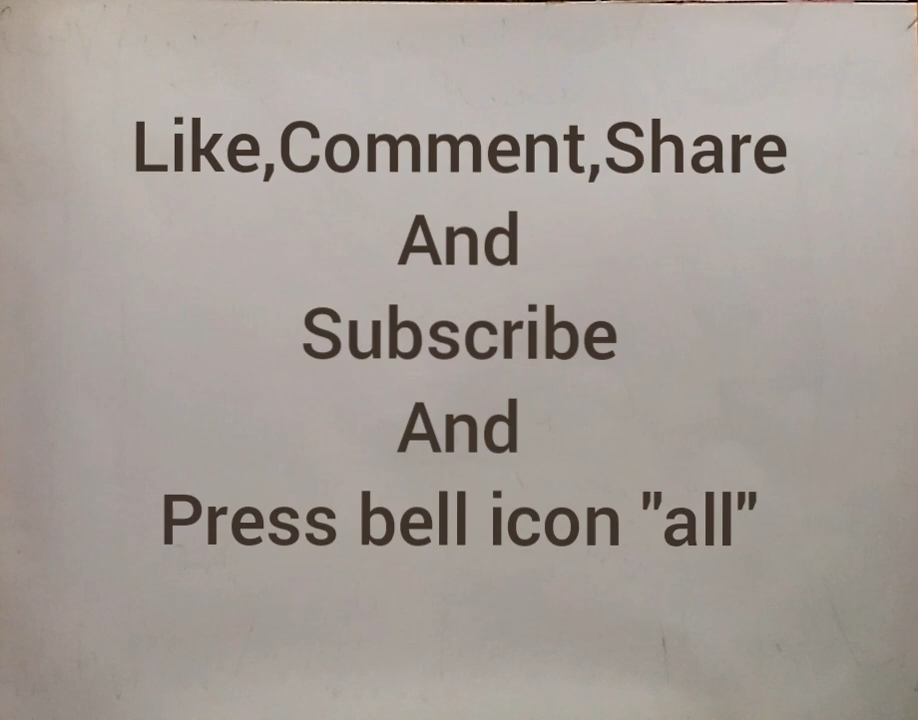 Like,Comment,Share
And
Subscribe
And
Press bell icon "all"